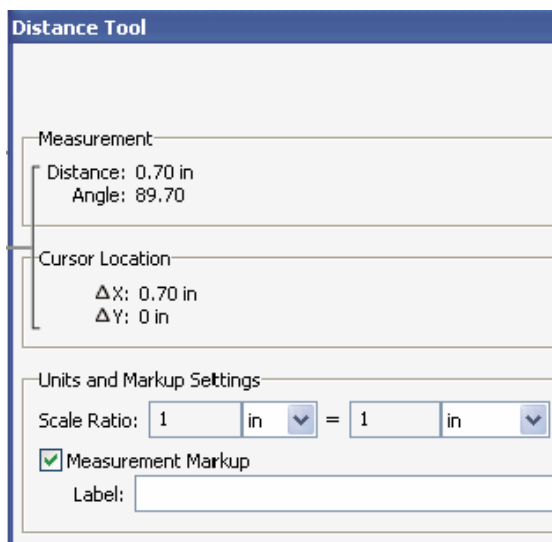 Distance Tool
Measurement
Distance: 0.70 in
Angle: 89.70
Cursor Location
ΔX: 0.70 in
ΔY: 0 in
Units and Markup Settings
Scale Ratio: 1 in = 1 in
Measurement Markup
Label: